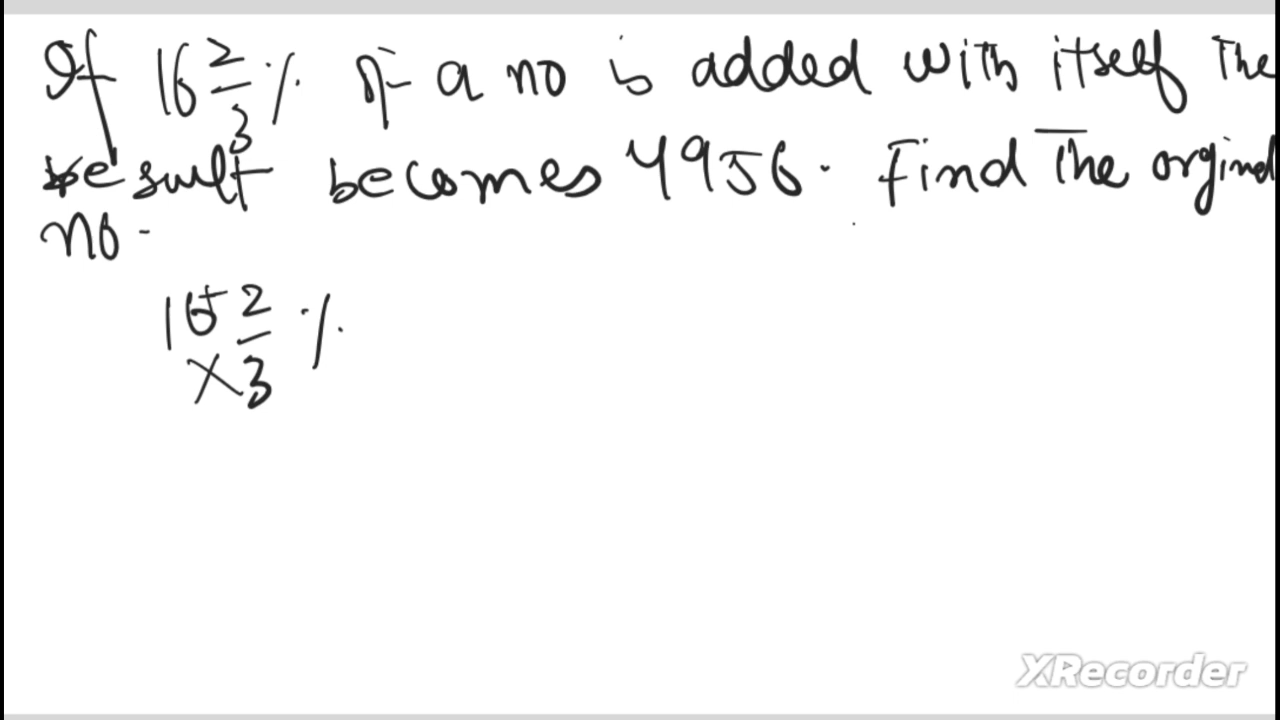 If 16 2/3 % of a no is added with itself The
result becomes 4956. Find The orginal
no.
16+ 2/3 %
×
XRecorder